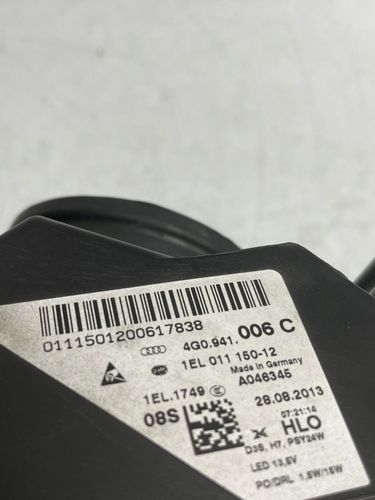 0111501200617838
4G0.941. 006 C
1EL 011 150-12
Made in Germany
1EL.1749 A046345
08S 28.08.2013
07:21:14
HLO
D3S, H7, PSY24W
LED 13,5V
PO/DRL 1.5W/15W